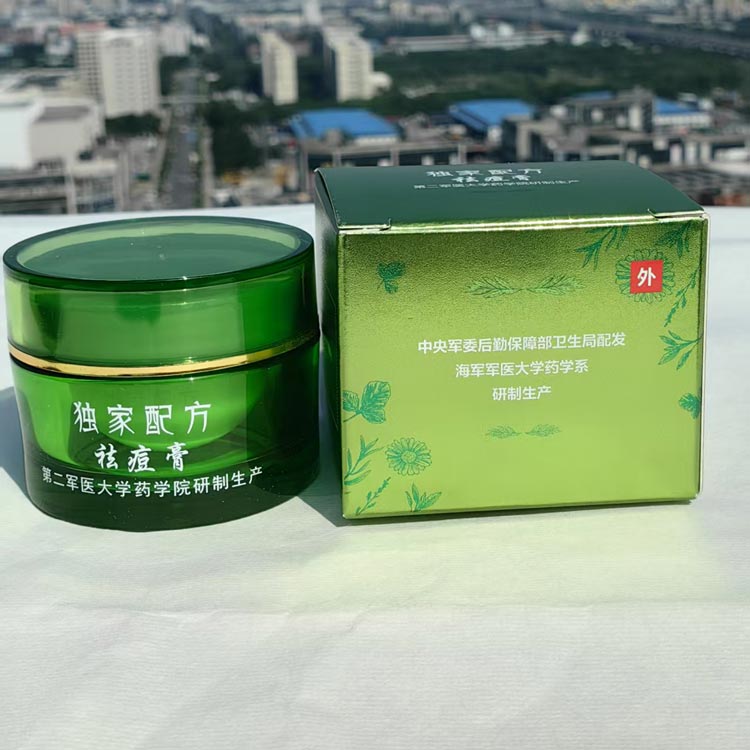 独家配方
祛痘膏
第二军医大学药学院研制生产
独家配方
祛痘膏
第二军医大学药学院研制生产
外
中央军委后勤保障部卫生局配发
海军军医大学药学系
研制生产